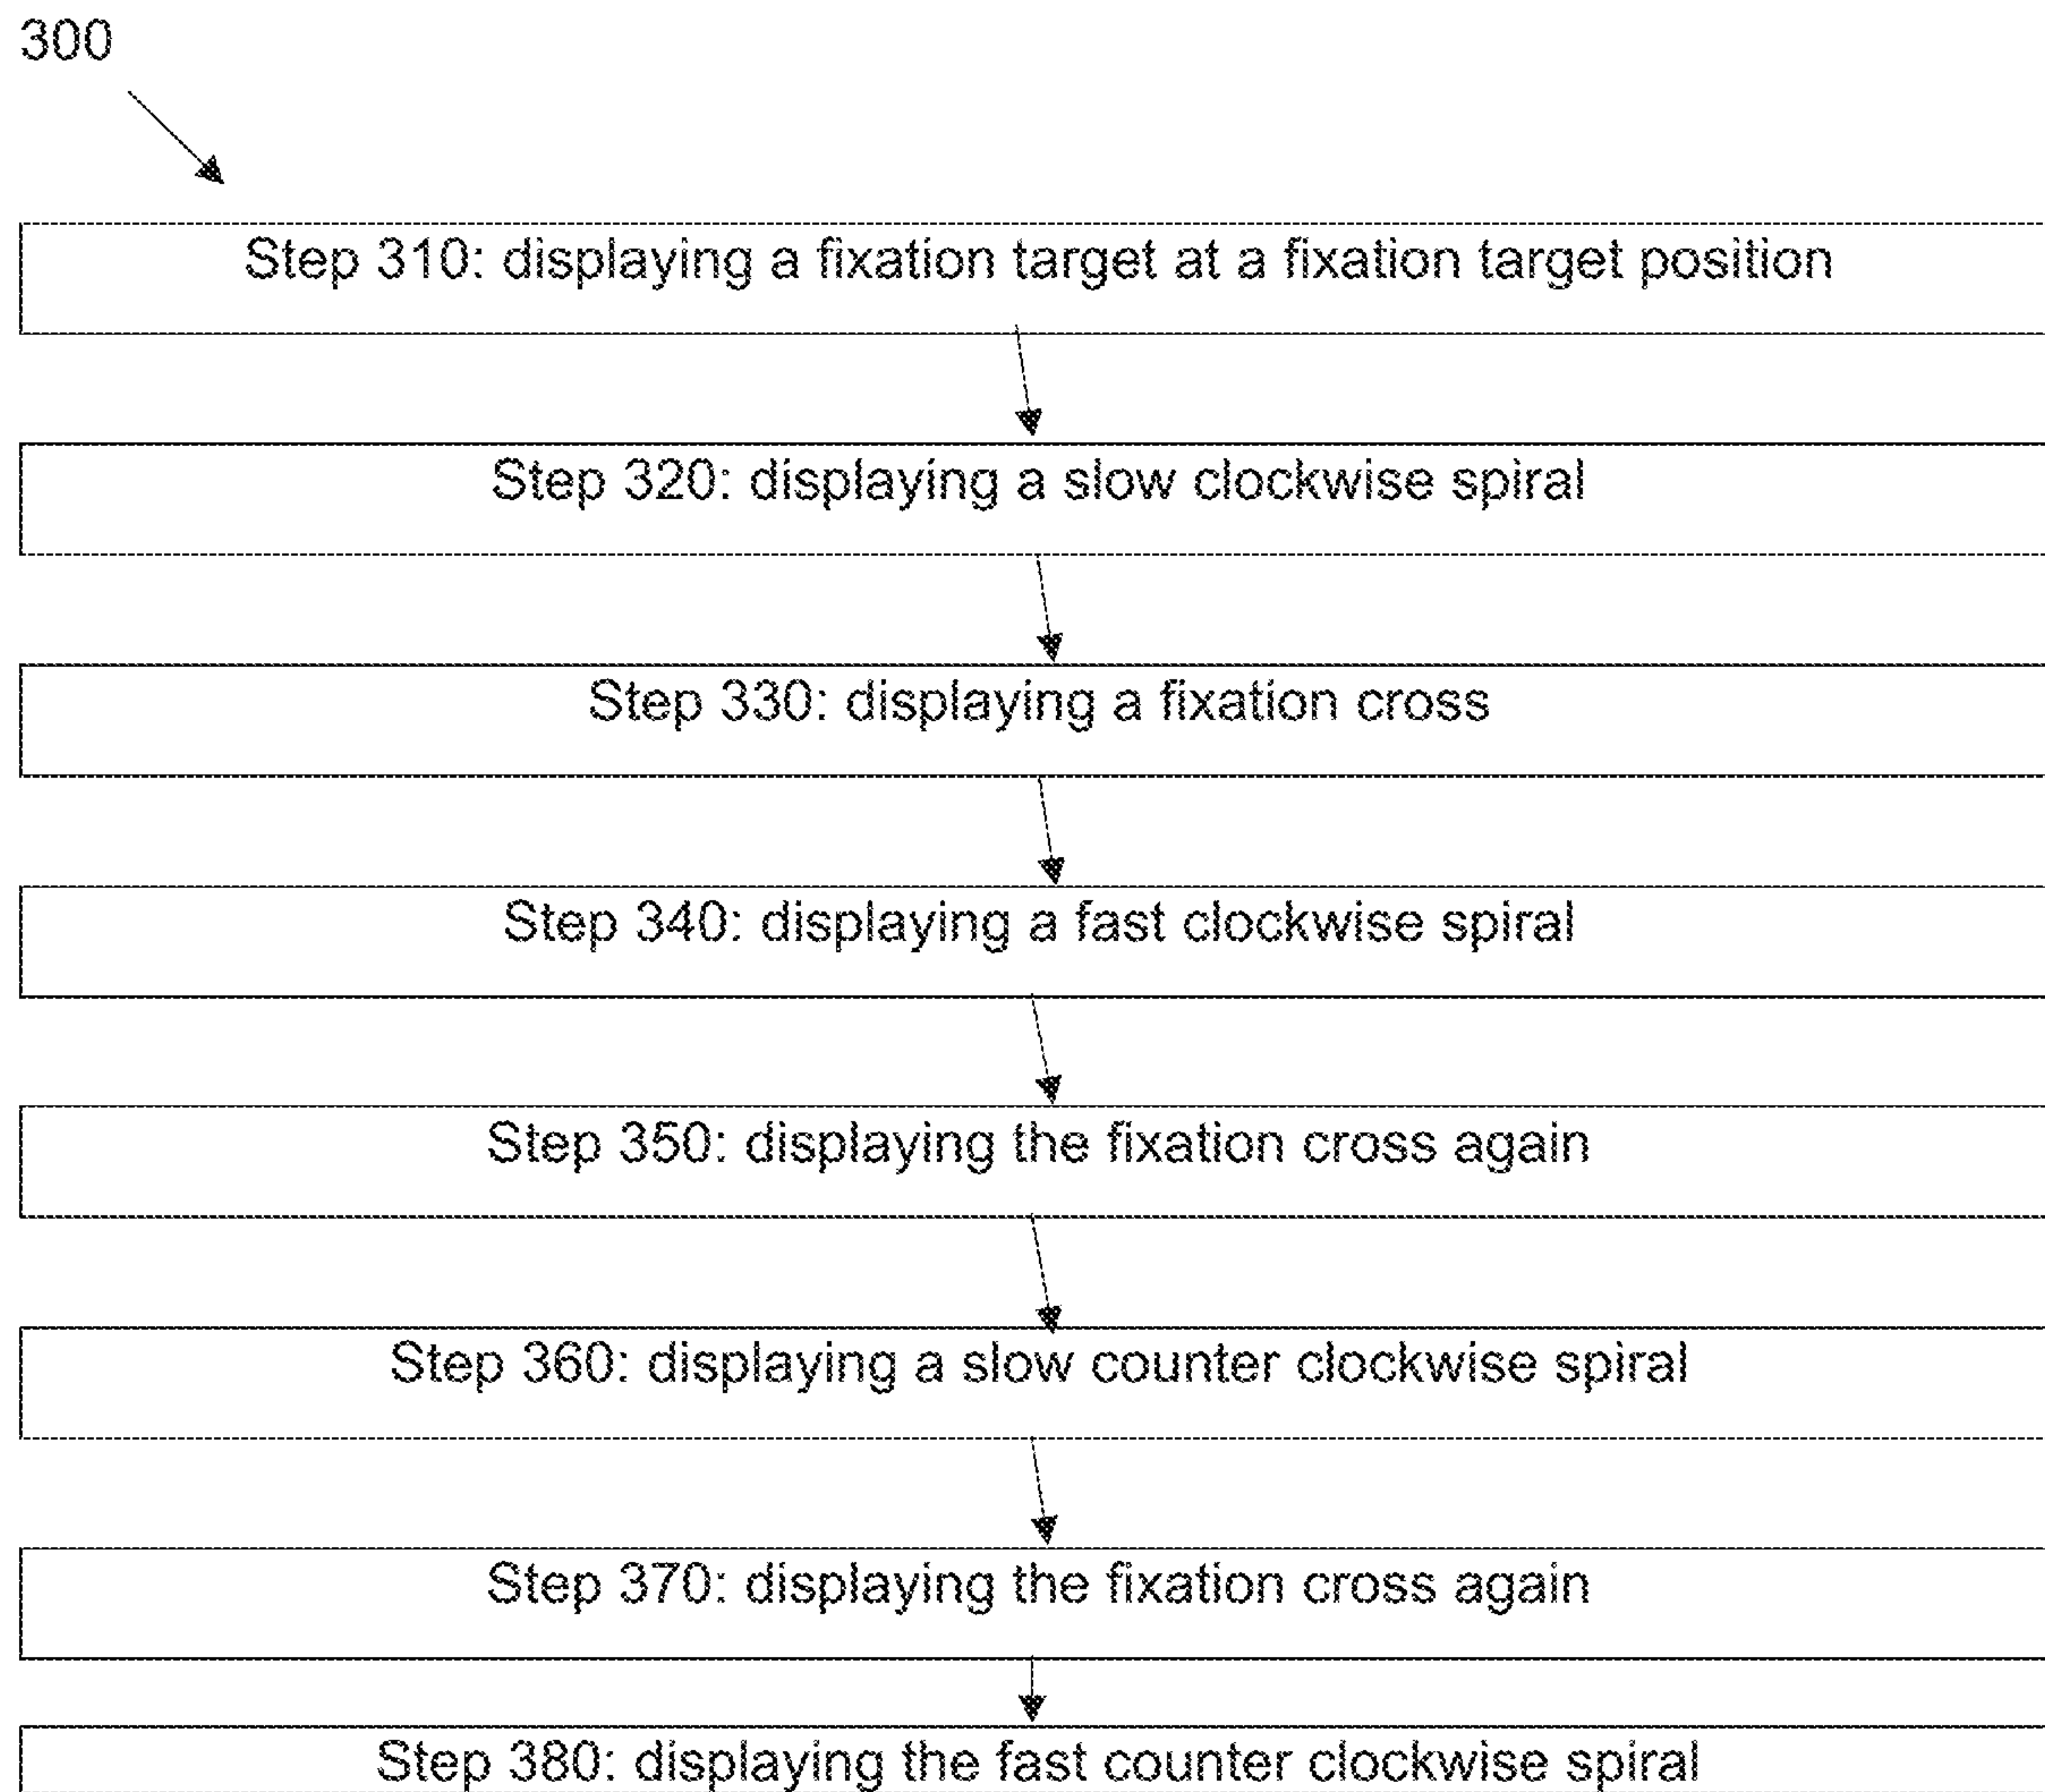 300
Step 310: displaying a fixation target at a fixation target position
Step 320: displaying a slow clockwise spiral
Step 330: displaying a fixation cross
Step 340: displaying a fast clockwise spiral
Step 350: displaying the fixation cross again
Step 360: displaying a slow counter clockwise spiral
Step 370: displaying the fixation cross again
Step 380: displaying the fast counter clockwise spiral